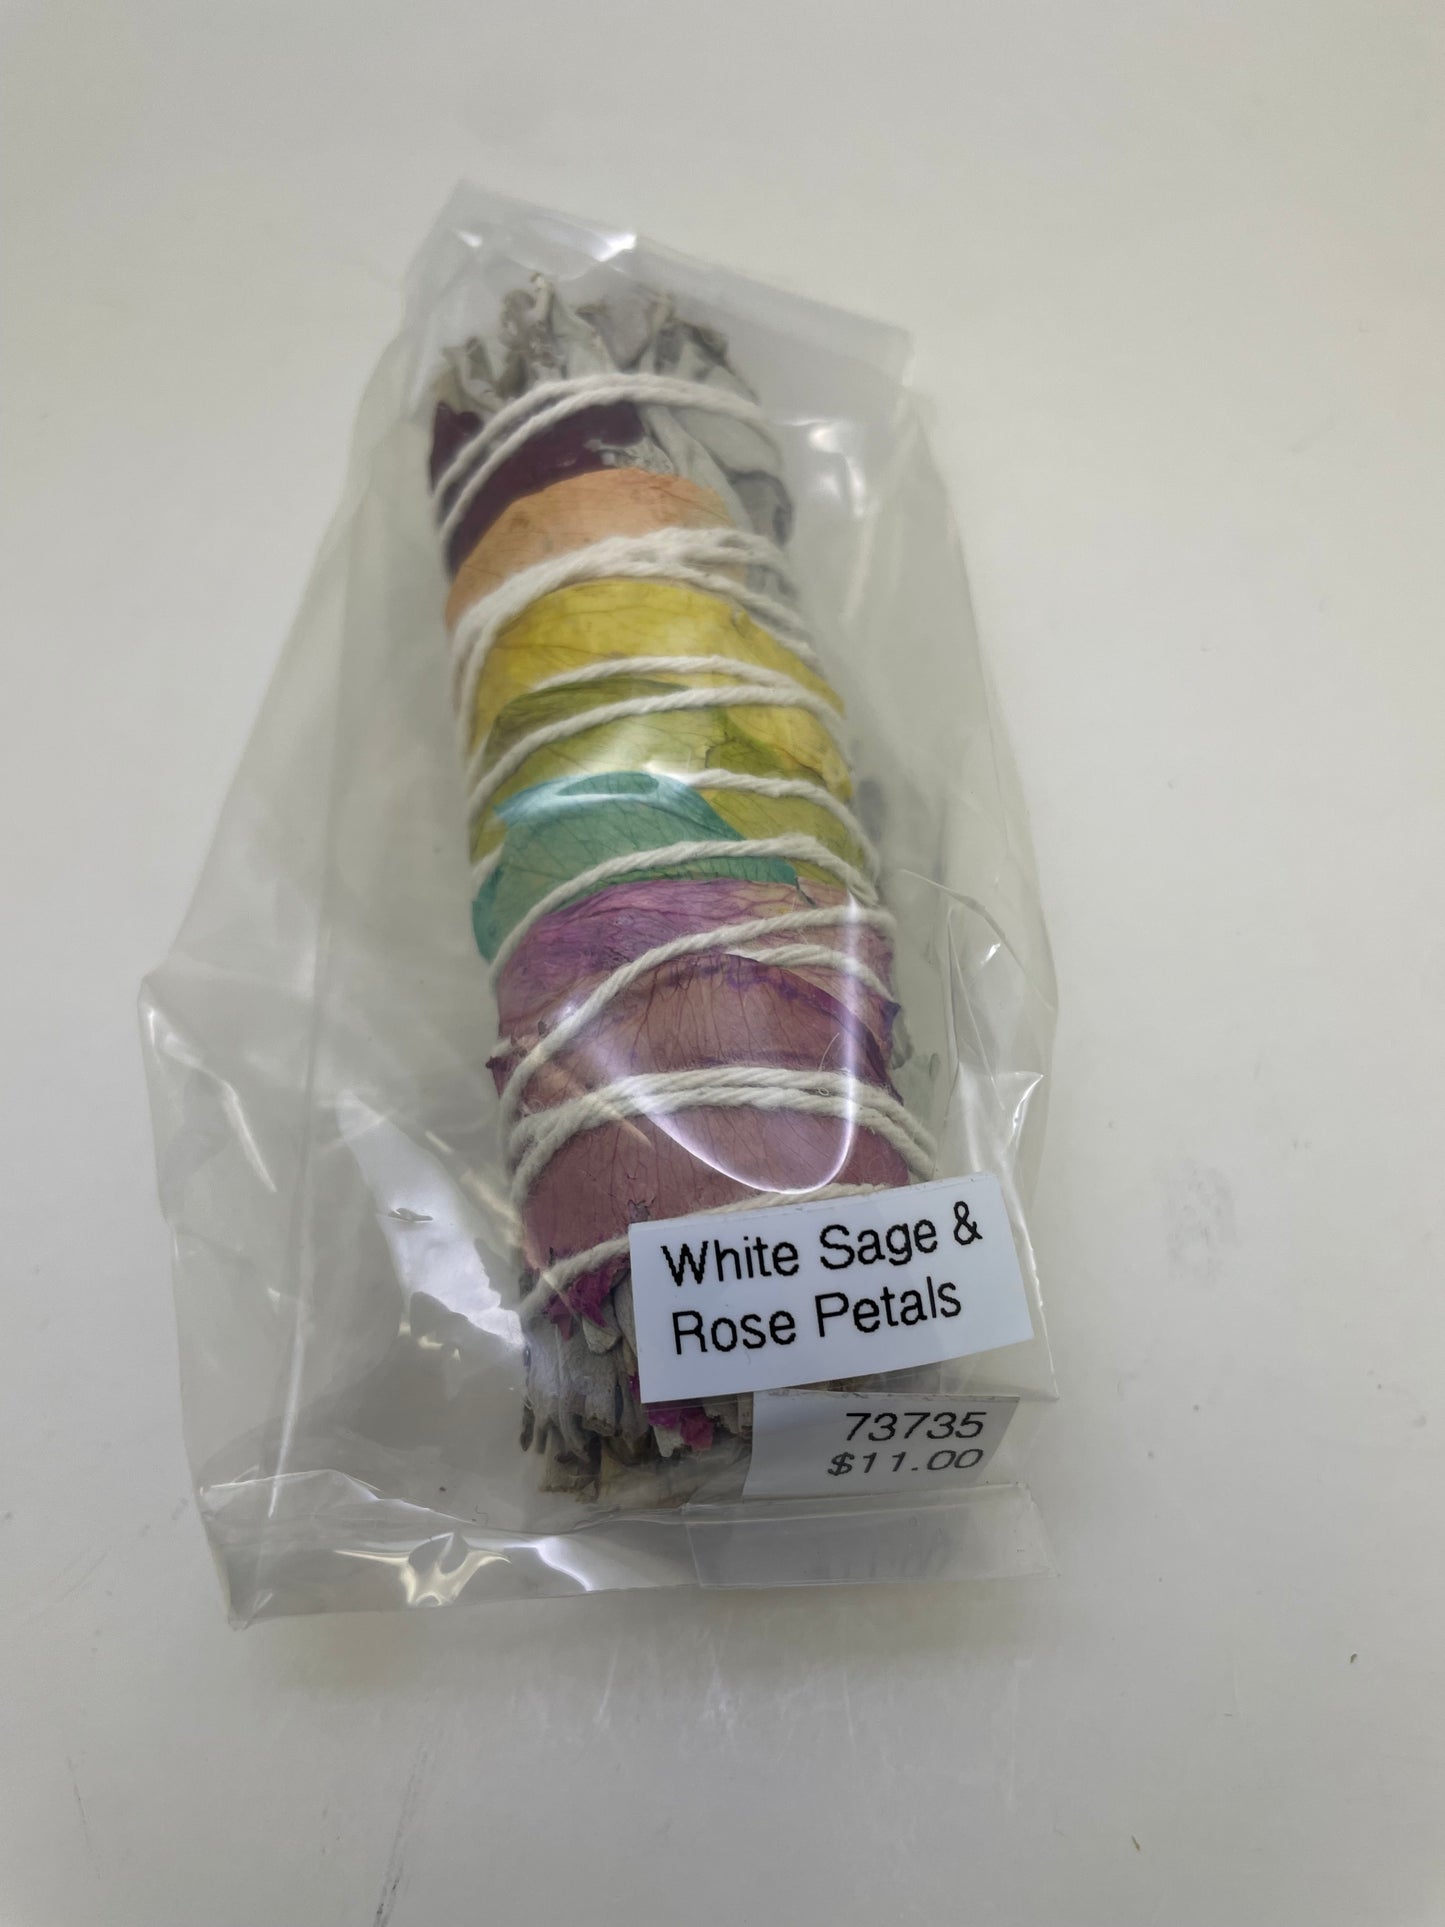 White Sage &
Rose Petals
73735
$11.00